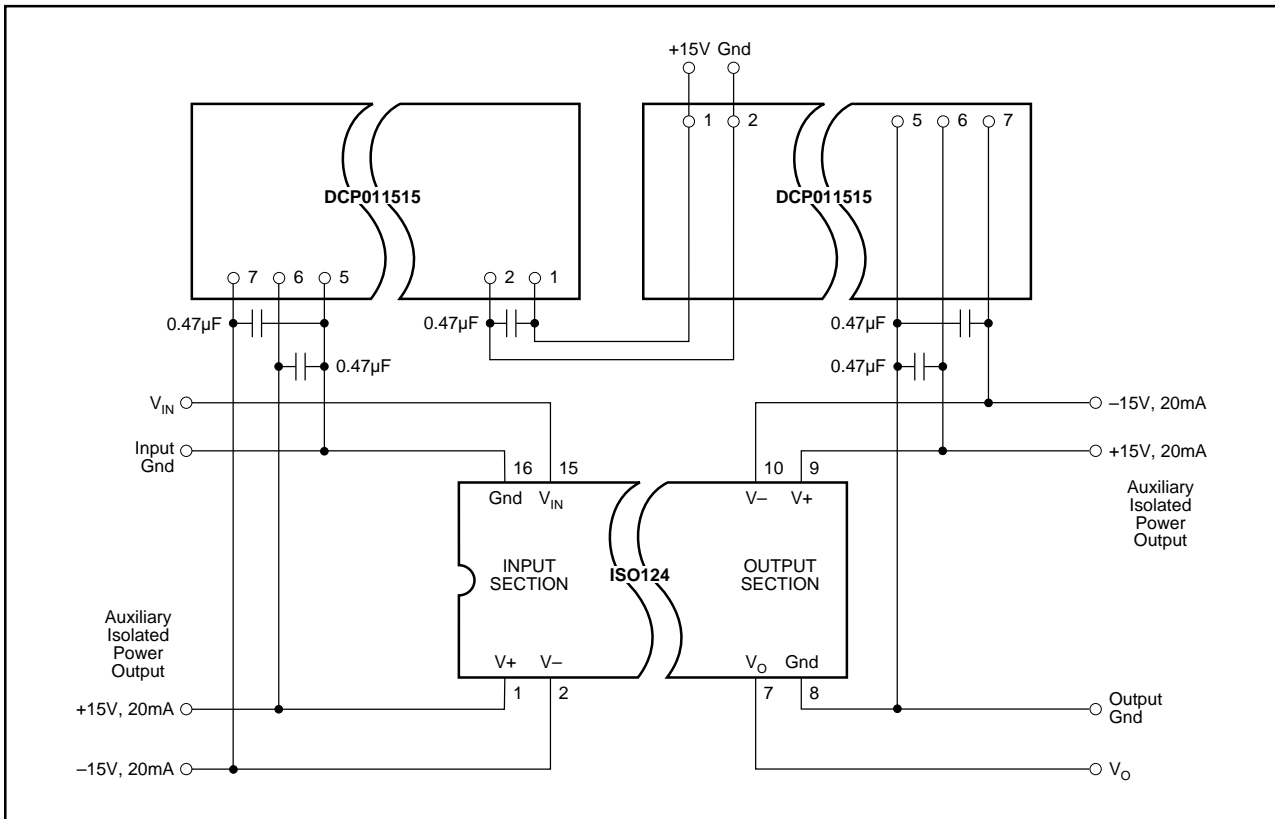 +15V Gnd
1 2 5 6 7
DCP011515 DCP011515
7 6 5 2 1
0.47µF 0.47µF 0.47µF
0.47µF 0.47µF
V_IN –15V, 20mA
Input
Gnd
+15V, 20mA
16 15 10 9
Gnd V_IN V– V+
Auxiliary
Isolated
Power
Output
INPUT
SECTION
ISO124
OUTPUT
SECTION
Auxiliary
Isolated
Power
Output
V+ V– V_O Gnd
1 2 7 8
+15V, 20mA
Output
Gnd
–15V, 20mA V_O